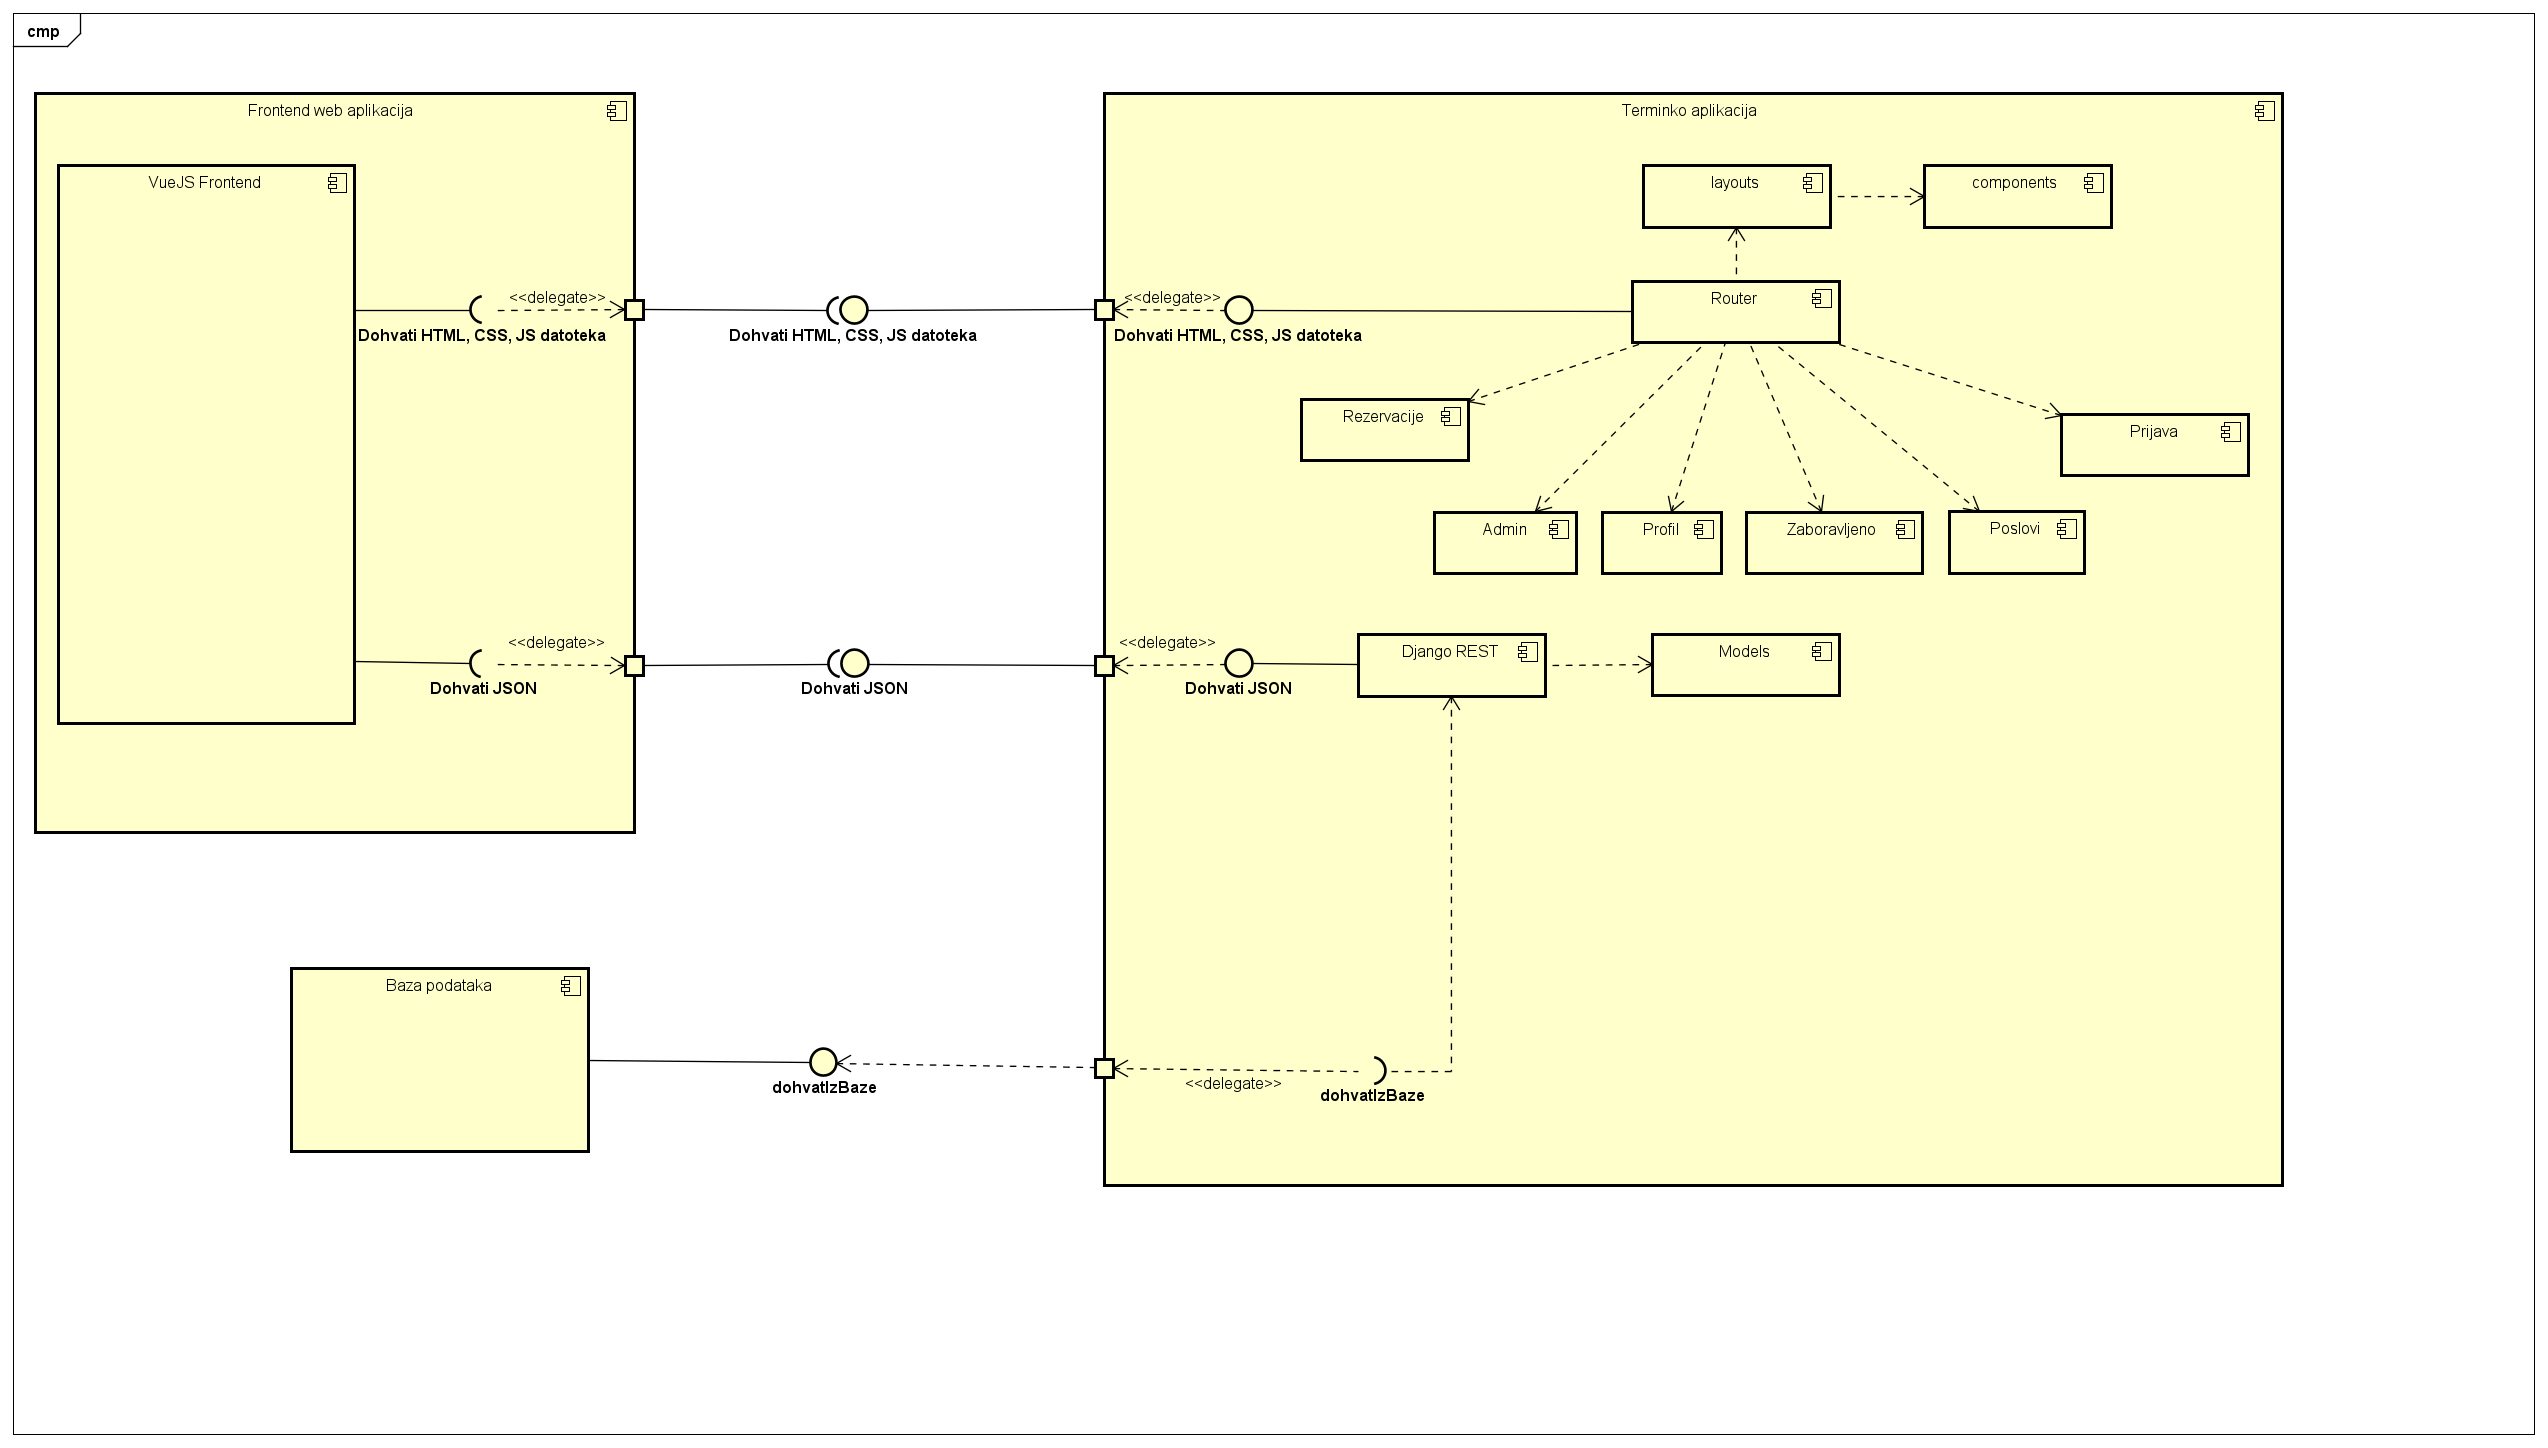 cmp
Frontend web aplikacija
Terminko aplikacija
VueJS Frontend
layouts
components
<<delegate>>
<<delegate>>
Router
Dohvati HTML, CSS, JS datoteka
Dohvati HTML, CSS, JS datoteka
Dohvati HTML, CSS, JS datoteka
Rezervacije
Prijava
Admin
Profil
Zaboravljeno
Poslovi
<<delegate>>
<<delegate>>
Django REST
Models
Dohvati JSON
Dohvati JSON
Dohvati JSON
Baza podataka
dohvatIzBaze
<<delegate>>
dohvatIzBaze